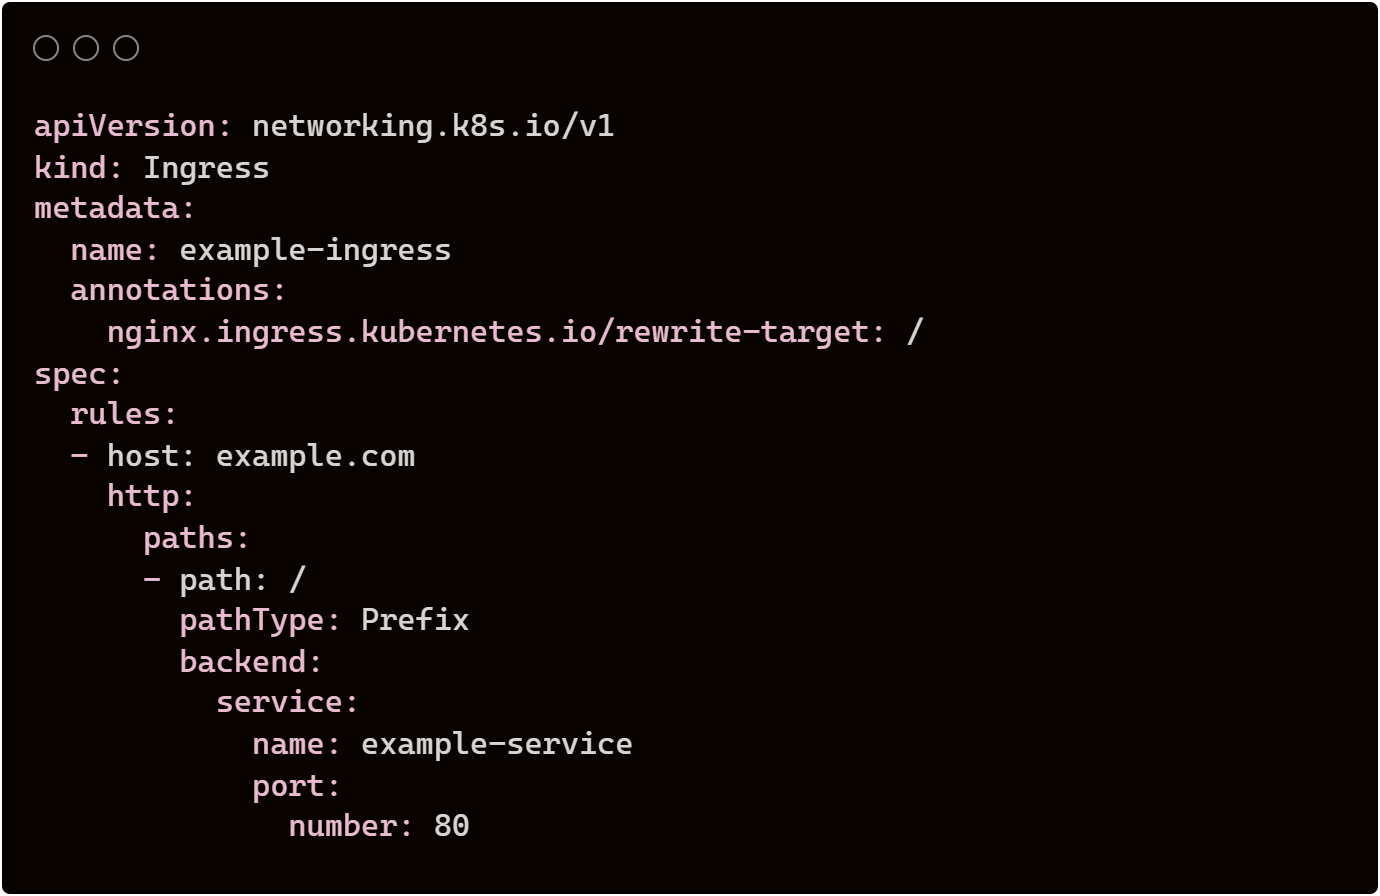 apiVersion: networking.k8s.io/v1
kind: Ingress
metadata:
  name: example-ingress
  annotations:
    nginx.ingress.kubernetes.io/rewrite-target: /
spec:
  rules:
  - host: example.com
    http:
      paths:
      - path: /
        pathType: Prefix
        backend:
          service:
            name: example-service
            port:
              number: 80